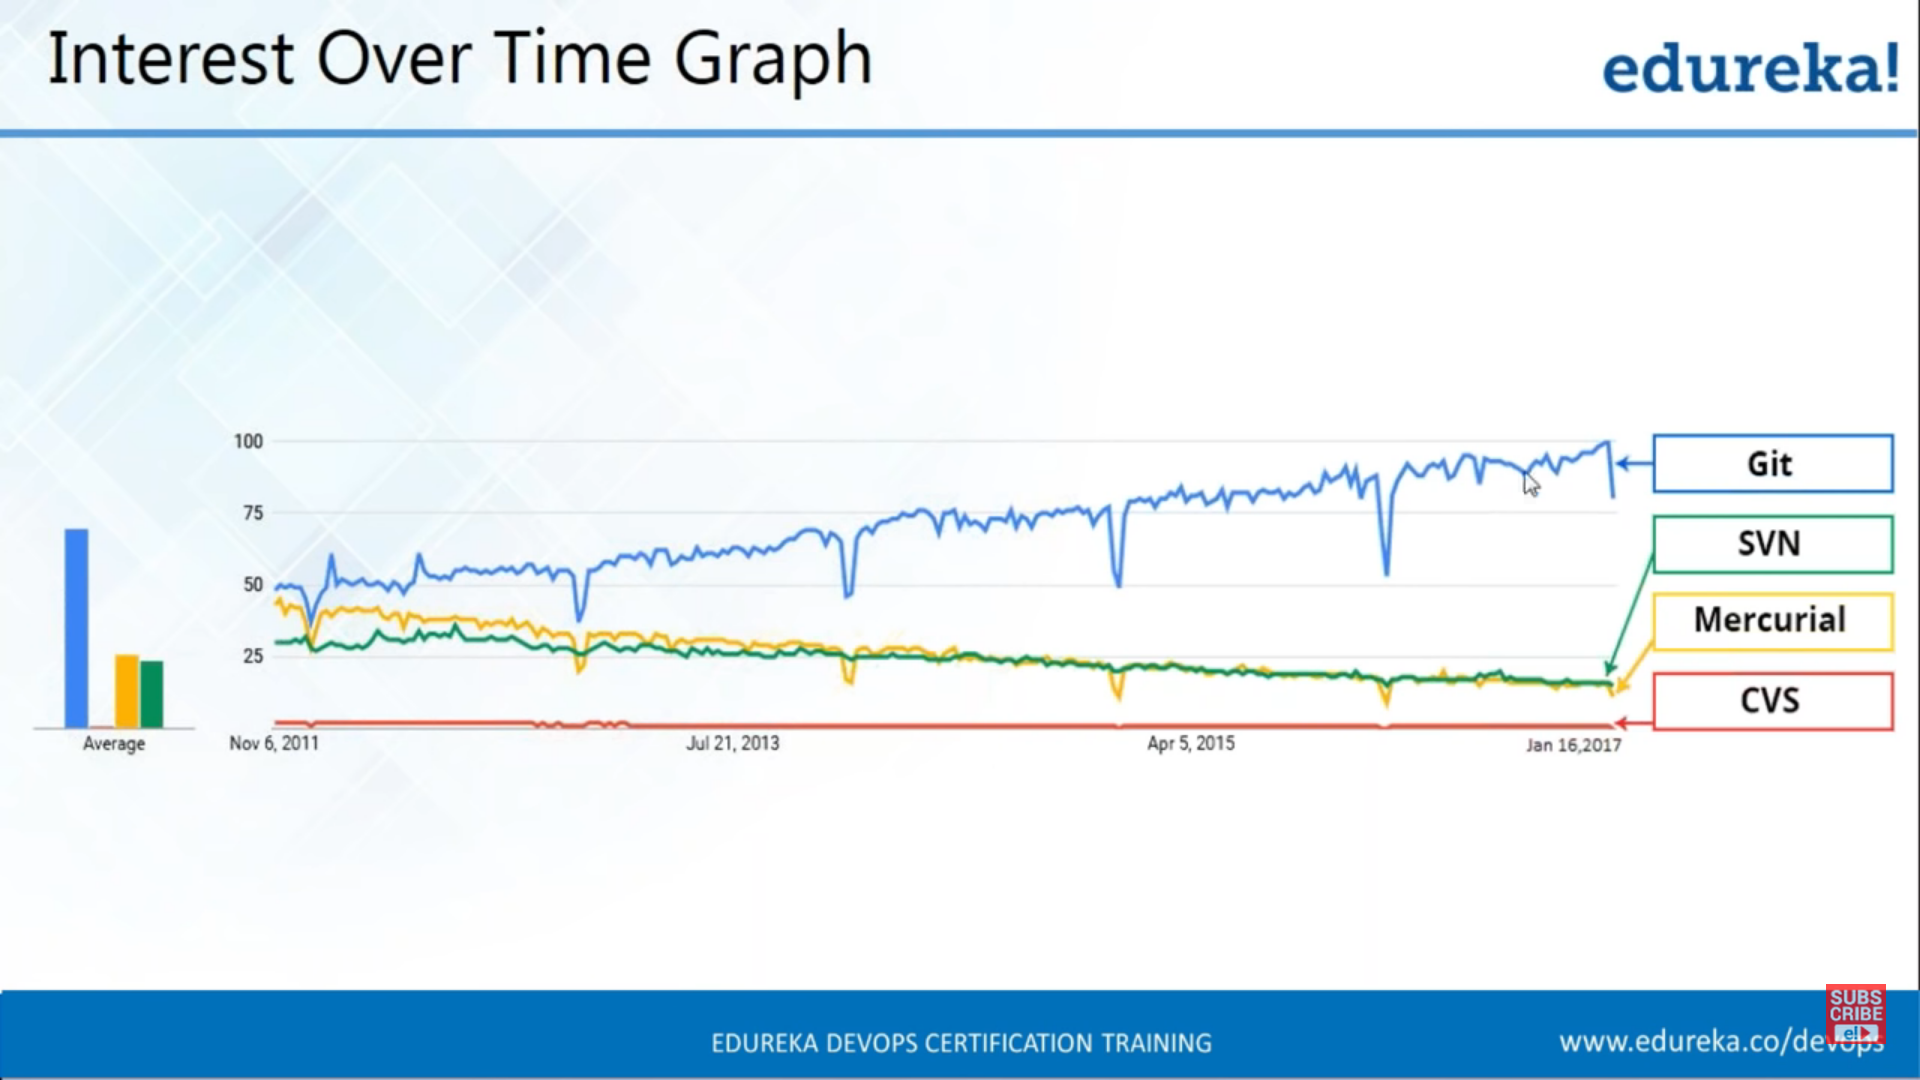 Interest Over Time Graph
edureka!
100
75
50
25
Average
Nov 6, 2011
Jul 21, 2013
Apr 5, 2015
Jan 16,2017
Git
SVN
Mercurial
CVS
EDUREKA DEVOPS CERTIFICATION TRAINING
www.edureka.co/devops
SUBS
CRIBE
e!